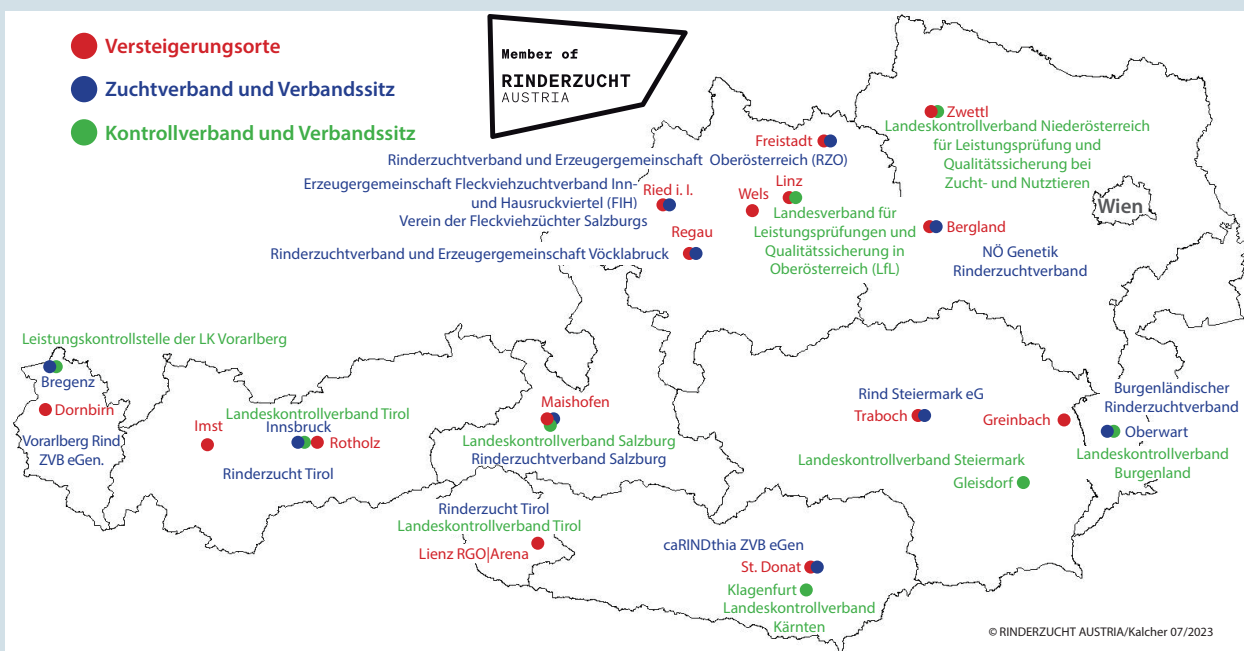 Versteigerungsorte
Zuchtverband und Verbandssitz
Kontrollverband und Verbandssitz
Member of
RINDERZUCHT
AUSTRIA
Zwettl
Landeskontrollverband Niederösterreich
für Leistungsprüfung und
Qualitätssicherung bei
Zucht- und Nutztieren
Freistadt
Rinderzuchtverband und Erzeugergemeinschaft Oberösterreich (RZO)
Erzeugergemeinschaft Fleckviehzuchtverband Inn-
und Hausruckviertel (FIH)
Verein der Fleckviehzüchter Salzburgs
Ried i. I.
Wels
Linz
Landesverband für
Leistungsprüfungen und
Qualitätssicherung in
Oberösterreich (LfL)
Wien
Regau
Rinderzuchtverband und Erzeugergemeinschaft Vöcklabruck
Bergland
NÖ Genetik
Rinderzuchtverband
Leistungskontrollstelle der LK Vorarlberg
Bregenz
Dornbirn
Vorarlberg Rind
ZVB eGen.
Imst
Landeskontrollverband Tirol
Innsbruck
Rotholz
Rinderzucht Tirol
Maishofen
Landeskontrollverband Salzburg
Rinderzuchtverband Salzburg
Rind Steiermark eG
Traboch
Greinbach
Landeskontrollverband Steiermark
Gleisdorf
Burgenländischer
Rinderzuchtverband
Oberwart
Landeskontrollverband
Burgenland
Rinderzucht Tirol
Landeskontrollverband Tirol
Lienz RGO|Arena
caRINDthia ZVB eGen
St. Donat
Klagenfurt
Landeskontrollverband
Kärnten
© RINDERZUCHT AUSTRIA/Kalcher 07/2023